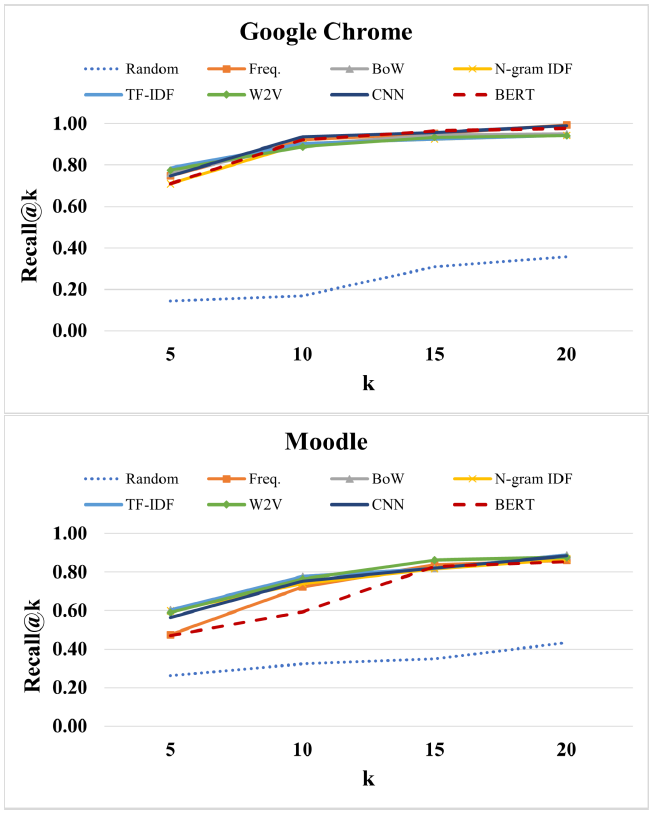 Google Chrome
Random Freq. BoW N-gram IDF
TF-IDF W2V CNN BERT
1.00
0.80
0.60
0.40
0.20
0.00
Recall@k
5 10 15 20
k
Moodle
Random Freq. BoW N-gram IDF
TF-IDF W2V CNN BERT
1.00
0.80
0.60
0.40
0.20
0.00
Recall@k
5 10 15 20
k